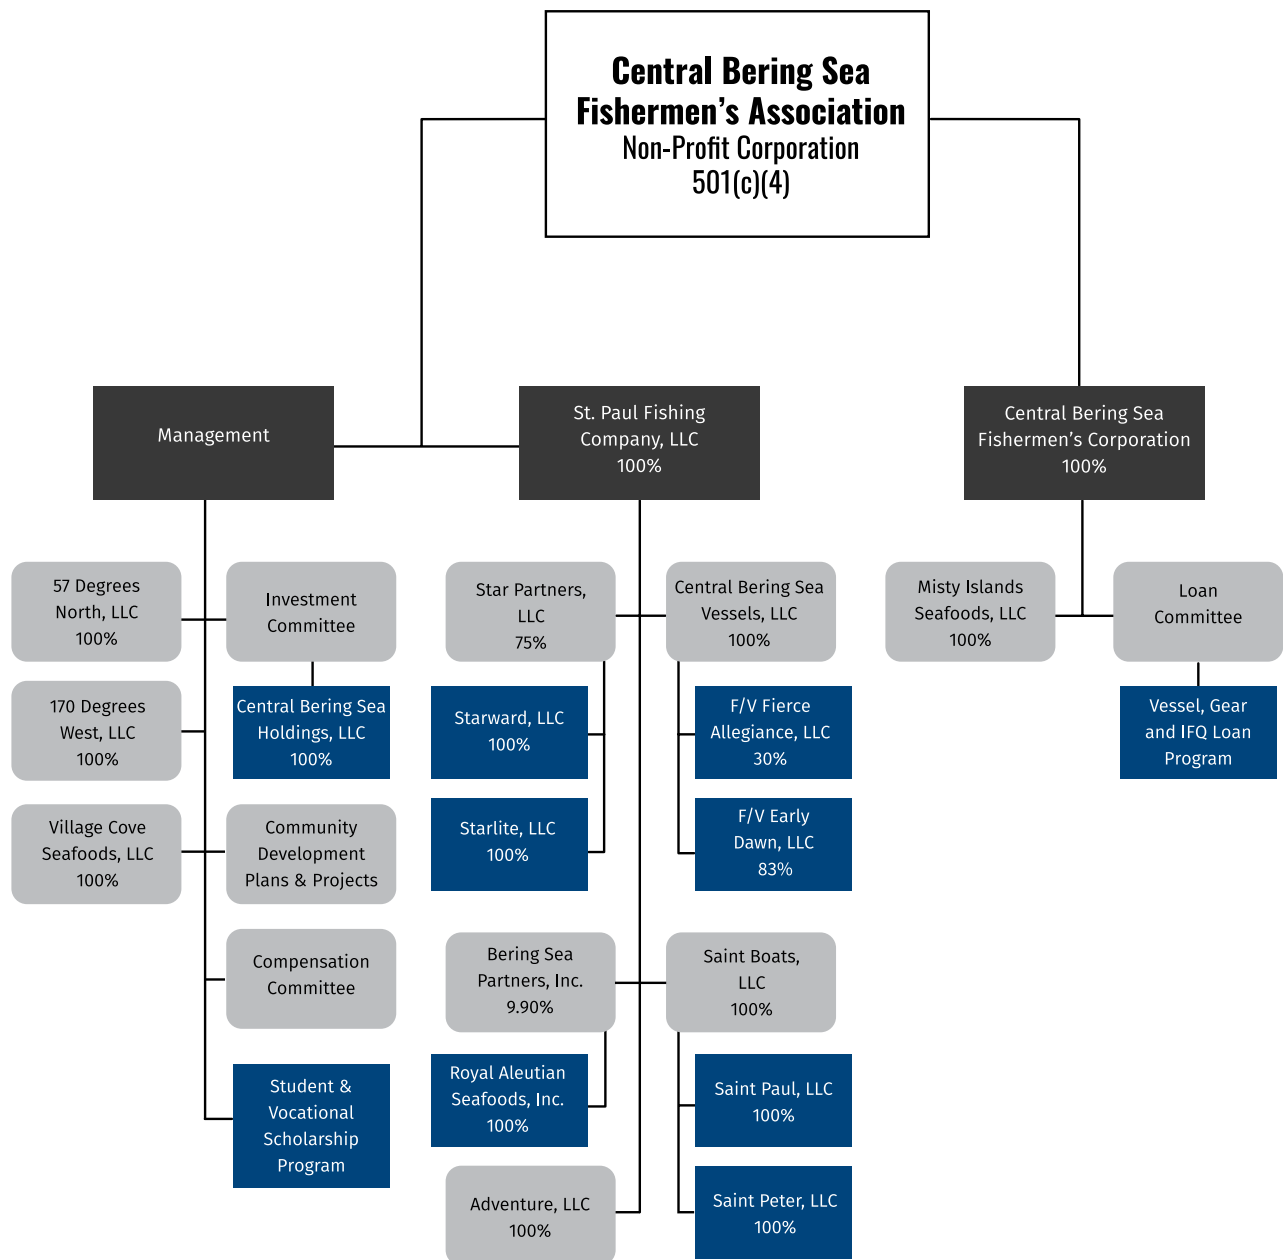 Central Bering Sea
Fishermen’s Association
Non-Profit Corporation
501(c)(4)
Management
St. Paul Fishing
Company, LLC
100%
Central Bering Sea
Fishermen’s Corporation
100%
57 Degrees
North, LLC
100%
Investment
Committee
170 Degrees
West, LLC
100%
Central Bering Sea
Holdings, LLC
100%
Village Cove
Seafoods, LLC
100%
Community
Development
Plans & Projects
Compensation
Committee
Student &
Vocational
Scholarship
Program
Star Partners,
LLC
75%
Central Bering Sea
Vessels, LLC
100%
Starward, LLC
100%
F/V Fierce
Allegiance, LLC
30%
Starlite, LLC
100%
F/V Early
Dawn, LLC
83%
Bering Sea
Partners, Inc.
9.90%
Saint Boats,
LLC
100%
Royal Aleutian
Seafoods, Inc.
100%
Saint Paul, LLC
100%
Adventure, LLC
100%
Saint Peter, LLC
100%
Misty Islands
Seafoods, LLC
100%
Loan
Committee
Vessel, Gear
and IFQ Loan
Program